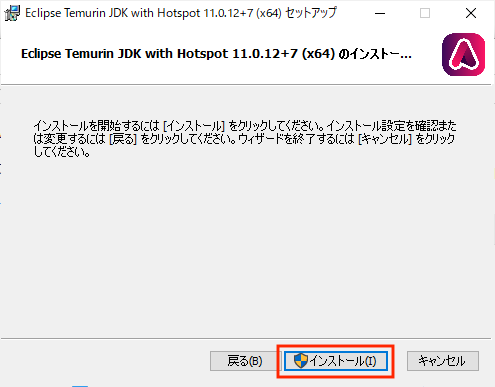 Eclipse Temurin JDK with Hotspot 11.0.12+7 (x64) セットアップ
Eclipse Temurin JDK with Hotspot 11.0.12+7 (x64) のインストー...
インストールを開始するには [インストール] をクリックしてください。インストール設定を確認また
は変更するには [戻る] をクリックしてください。ウィザードを終了するには [キャンセル] をクリック
してください。
戻る(B)
インストール(I)
キャンセル